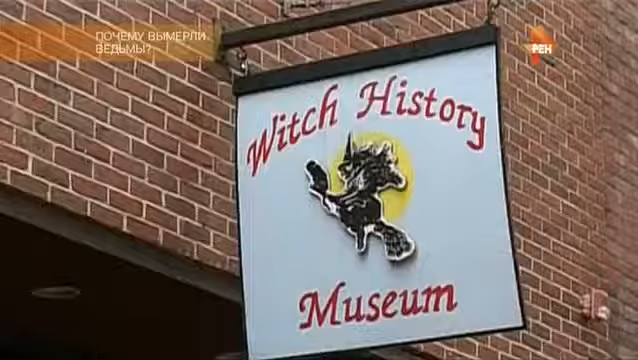 ПОЧЕМУ ВЫМЕРЛИ
ВЕДЬМЫ?
РЕН
Witch History
Museum